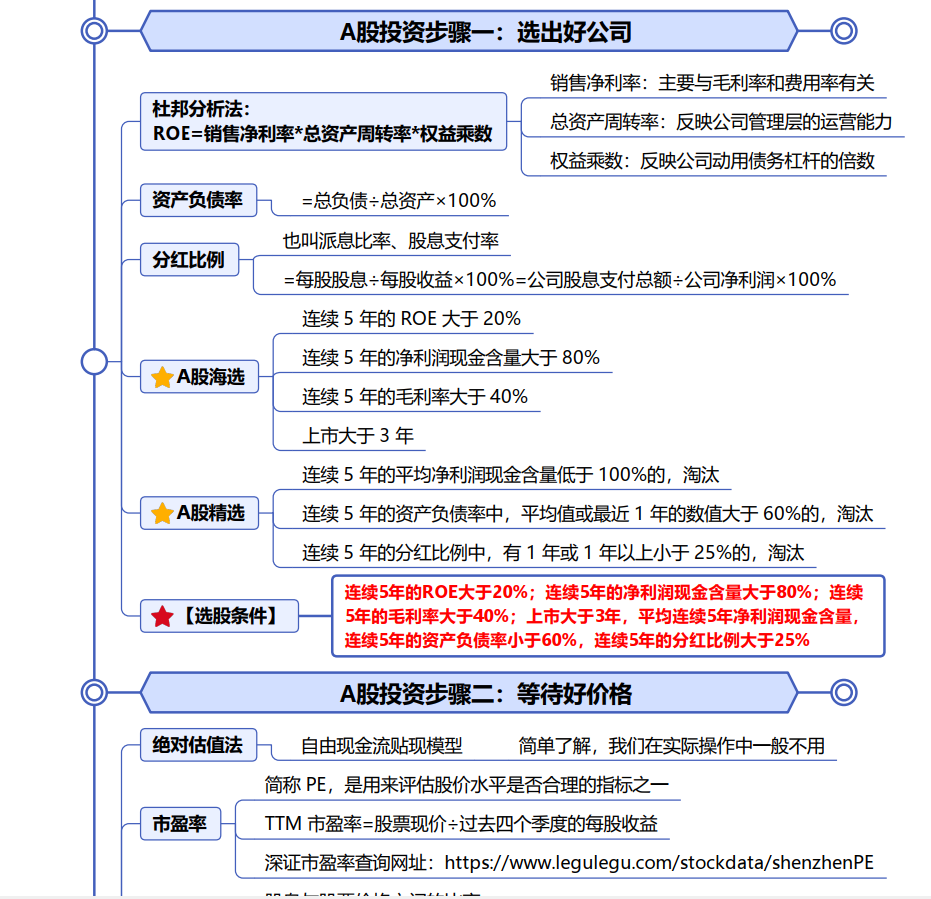 A股投资步骤一：选出好公司
杜邦分析法：
ROE=销售净利率*总资产周转率*权益乘数
销售净利率：主要与毛利率和费用率有关
总资产周转率：反映公司管理层的运营能力
权益乘数：反映公司动用债务杠杆的倍数
资产负债率
=总负债÷总资产×100%
分红比例
也叫派息比率、股息支付率
=每股股息÷每股收益×100%=公司股息支付总额÷公司净利润×100%
A股海选
连续 5 年的 ROE 大于 20%
连续 5 年的净利润现金含量大于 80%
连续 5 年的毛利率大于 40%
上市大于 3 年
A股精选
连续 5 年的平均净利润现金含量低于 100%的，淘汰
连续 5 年的资产负债率中，平均值或最近 1 年的数值大于 60%的，淘汰
连续 5 年的分红比例中，有 1 年或 1 年以上小于 25%的，淘汰
【选股条件】
连续5年的ROE大于20%；连续5年的净利润现金含量大于80%；连续
5年的毛利率大于40%；上市大于3年，平均连续5年净利润现金含量，
连续5年的资产负债率小于60%，连续5年的分红比例大于25%
A股投资步骤二：等待好价格
绝对估值法
自由现金流贴现模型
简单了解，我们在实际操作中一般不用
市盈率
简称 PE，是用来评估股价水平是否合理的指标之一
TTM 市盈率=股票现价÷过去四个季度的每股收益
深证市盈率查询网址：https://www.legulegu.com/stockdata/shenzhenPE